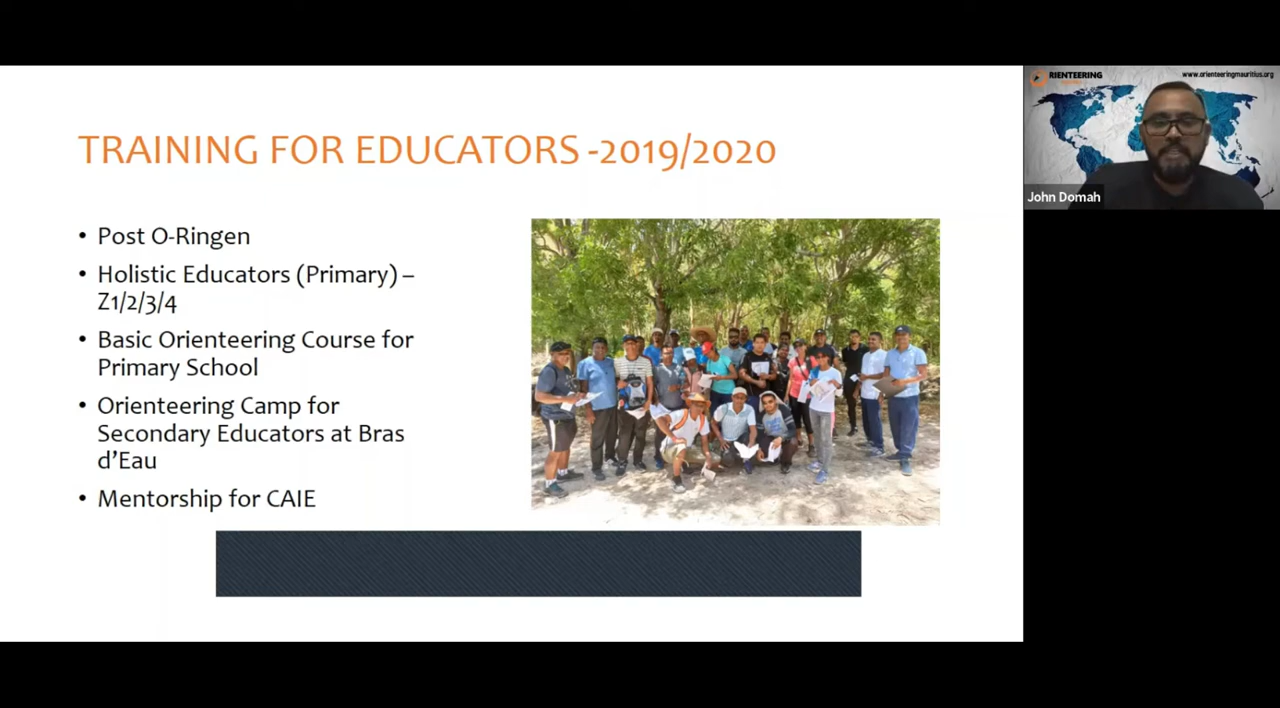 TRAINING FOR EDUCATORS -2019/2020
• Post O-Ringen
• Holistic Educators (Primary) –
Z1/2/3/4
• Basic Orienteering Course for
Primary School
• Orienteering Camp for
Secondary Educators at Bras
d’Eau
• Mentorship for CAIE
RIENTEERING
www.orienteeringmauritius.org
John Domah